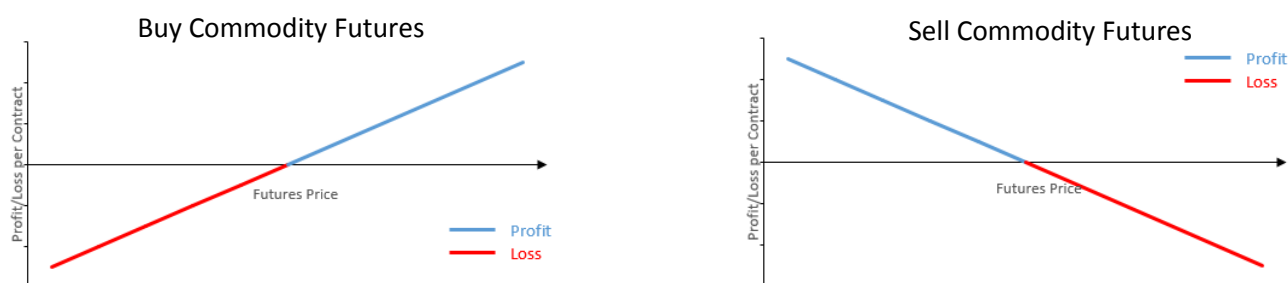 Buy Commodity Futures
Profit/Loss per Contract
Futures Price
Profit
Loss
Sell Commodity Futures
Profit
Loss
Profit/Loss per Contract
Futures Price